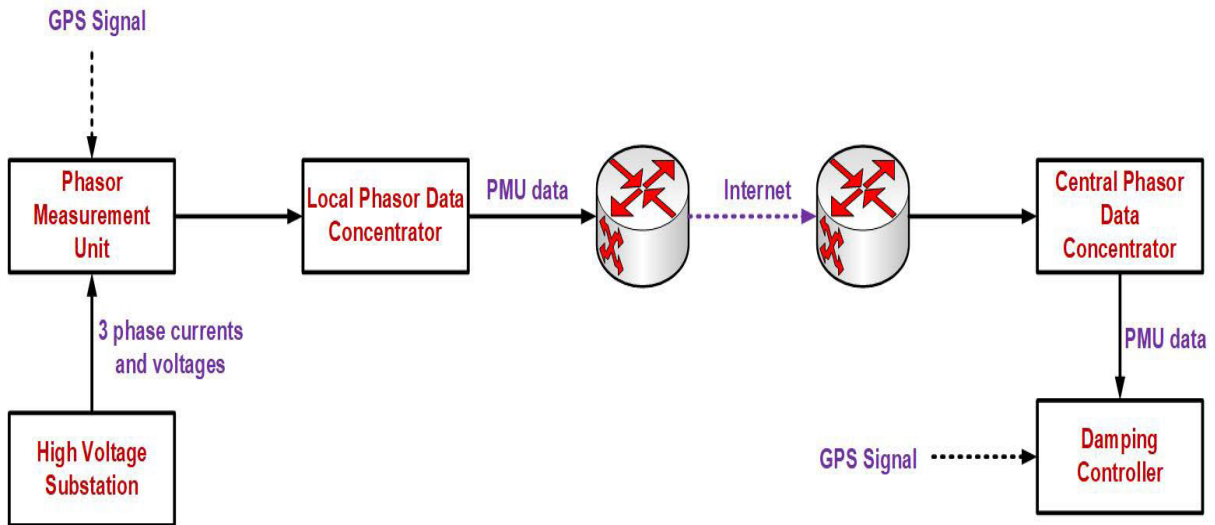 GPS Signal
Phasor
Measurement
Unit
Local Phasor Data
Concentrator
PMU data
Internet
Central Phasor
Data
Concentrator
3 phase currents
and voltages
PMU data
High Voltage
Substation
GPS Signal
Damping
Controller